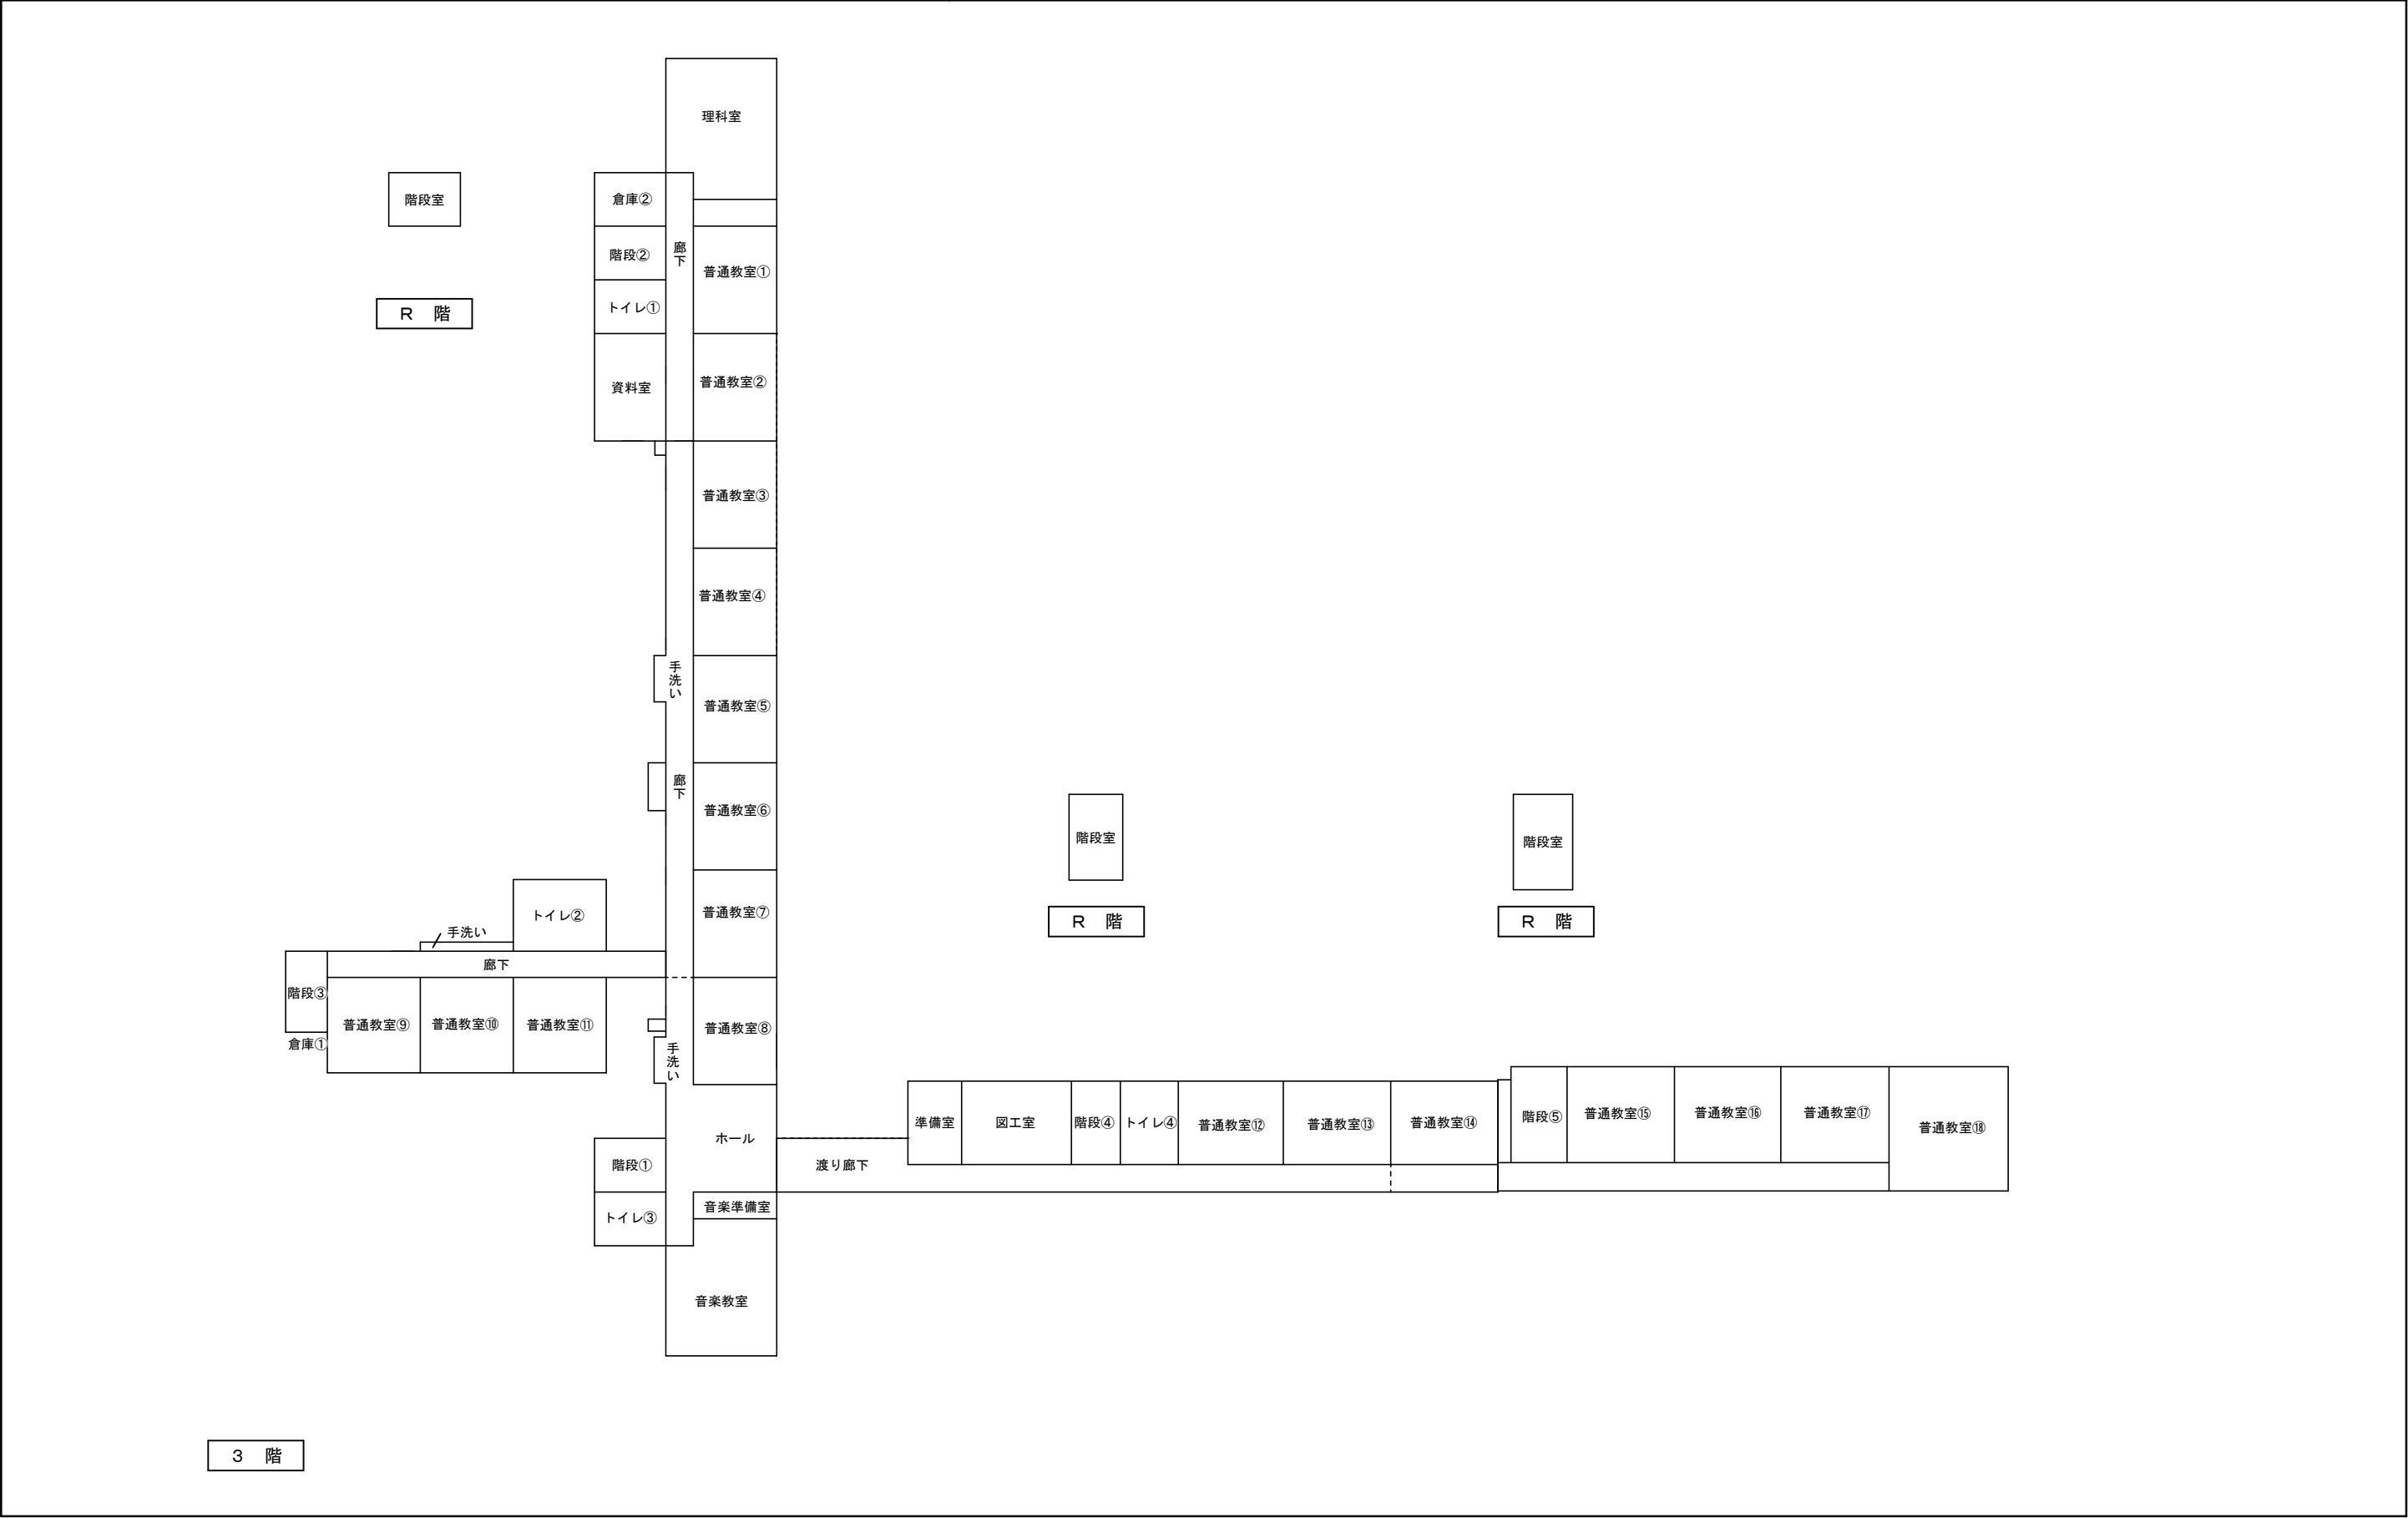 理科室
階段室
倉庫②
廊下
階段②
普通教室①
トイレ①
R 階
資料室
普通教室②
普通教室③
普通教室④
手洗い
普通教室⑤
廊下
普通教室⑥
階段室
階段室
普通教室⑦
トイレ②
R 階
R 階
手洗い
廊下
階段③
普通教室⑨
普通教室⑩
普通教室⑪
普通教室⑧
倉庫①
手洗い
準備室
図工室
階段④
トイレ④
普通教室⑫
普通教室⑬
普通教室⑭
階段⑤
普通教室⑮
普通教室⑯
普通教室⑰
普通教室⑱
ホール
階段①
渡り廊下
音楽準備室
トイレ③
音楽教室
3 階